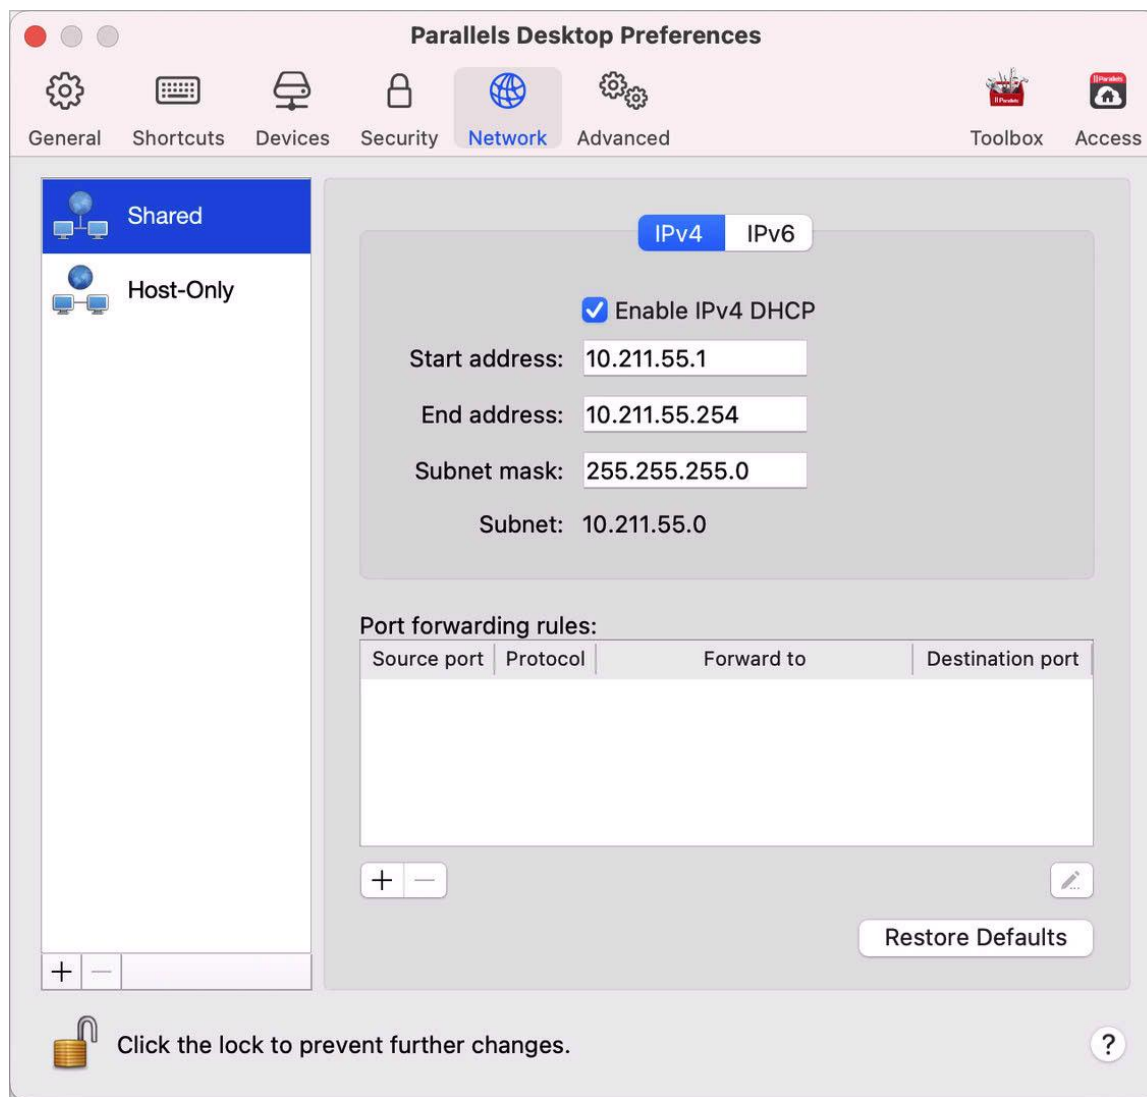 Parallels Desktop Preferences
General Shortcuts Devices Security Network Advanced Toolbox Access
Shared
Host-Only
IPv4 IPv6
Enable IPv4 DHCP
Start address: 10.211.55.1
End address: 10.211.55.254
Subnet mask: 255.255.255.0
Subnet: 10.211.55.0
Port forwarding rules:
Source port Protocol Forward to Destination port
Restore Defaults
Click the lock to prevent further changes.
?